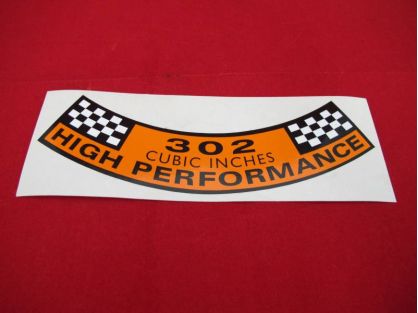 302
CUBIC INCHES
HIGH PERFORMANCE